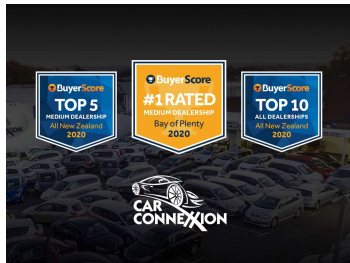 BuyerScore
TOP 5
MEDIUM DEALERSHIP
All New Zealand
2020
BuyerScore
#1 RATED
MEDIUM DEALERSHIP
Bay of Plenty
2020
BuyerScore
TOP 10
ALL DEALERSHIPS
All New Zealand
2020
CAR
CONNEXXION